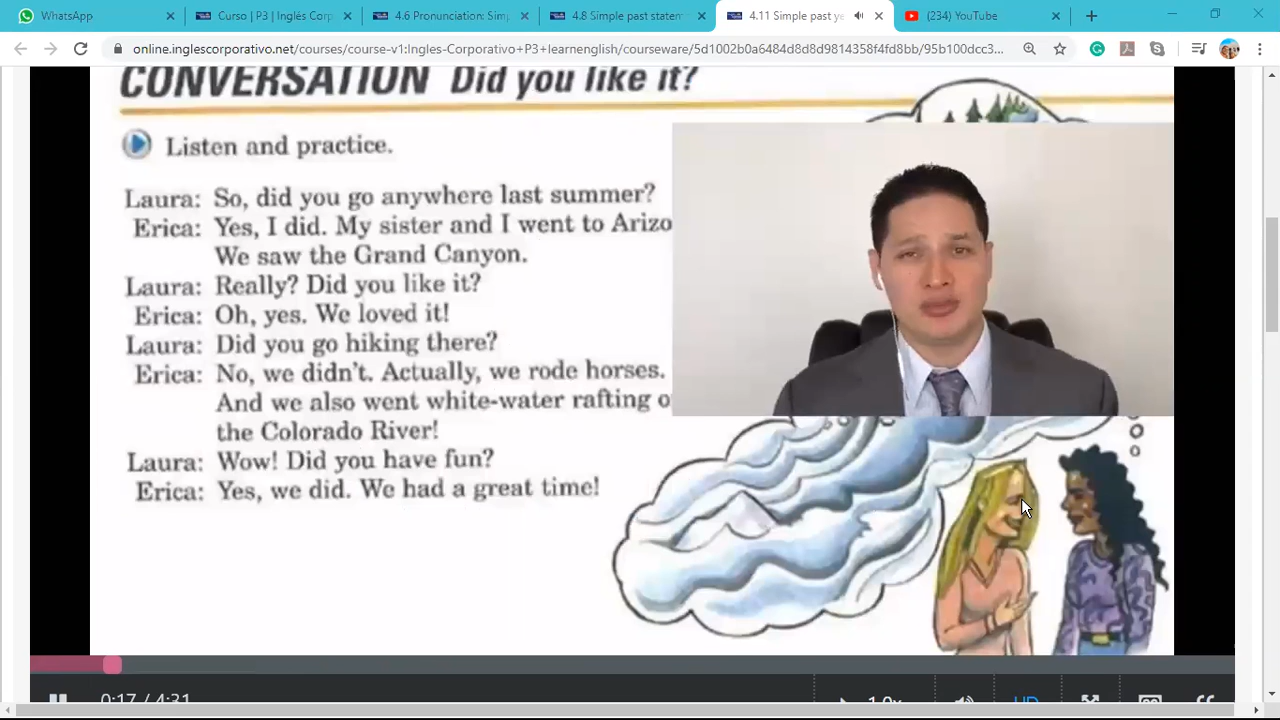 WhatsApp
Curso | P3 | Inglés Corp
4.6 Pronunciation: Simp
4.8 Simple past statem
4.11 Simple past ye
(234) YouTube
online.inglescorporativo.net/courses/course-v1:Ingles-Corporativo+P3+learnenglish/courseware/5d1002b0a6484d8d8d9814358f4fd8bb/95b100dcc3...
CONVERSATION Did you like it?
Listen and practice.
Laura: So, did you go anywhere last summer?
Erica: Yes, I did. My sister and I went to Arizo
We saw the Grand Canyon.
Laura: Really? Did you like it?
Erica: Oh, yes. We loved it!
Laura: Did you go hiking there?
Erica: No, we didn't. Actually, we rode horses.
And we also went white-water rafting o
the Colorado River!
Laura: Wow! Did you have fun?
Erica: Yes, we did. We had a great time!
0:17 / 4:31
1.0x
HD